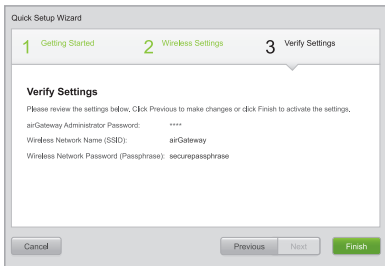 Quick Setup Wizard
1 Getting Started 2 Wireless Settings 3 Verify Settings
Verify Settings
Please review the settings below. Click Previous to make changes or click Finish to activate the settings.
airGateway Administrator Password: ****
Wireless Network Name (SSID): airGateway
Wireless Network Password (Passphrase): securepassphrase
Cancel Previous Next Finish